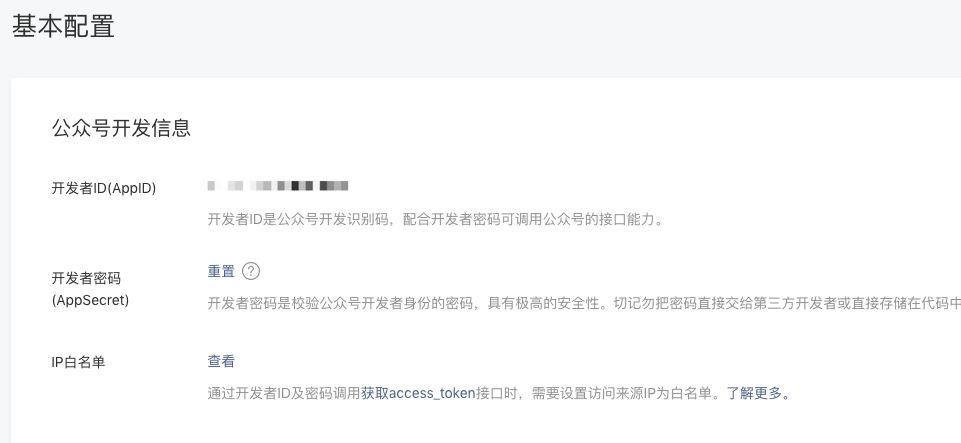 基本配置
公众号开发信息
开发者ID(AppID)
开发者ID是公众号开发识别码，配合开发者密码可调用公众号的接口能力。
开发者密码
(AppSecret)
重置 ?
开发者密码是校验公众号开发者身份的密码，具有极高的安全性。切记勿把密码直接交给第三方开发者或直接存储在代码中
IP白名单
查看
通过开发者ID及密码调用获取access_token接口时，需要设置访问来源IP为白名单。了解更多。